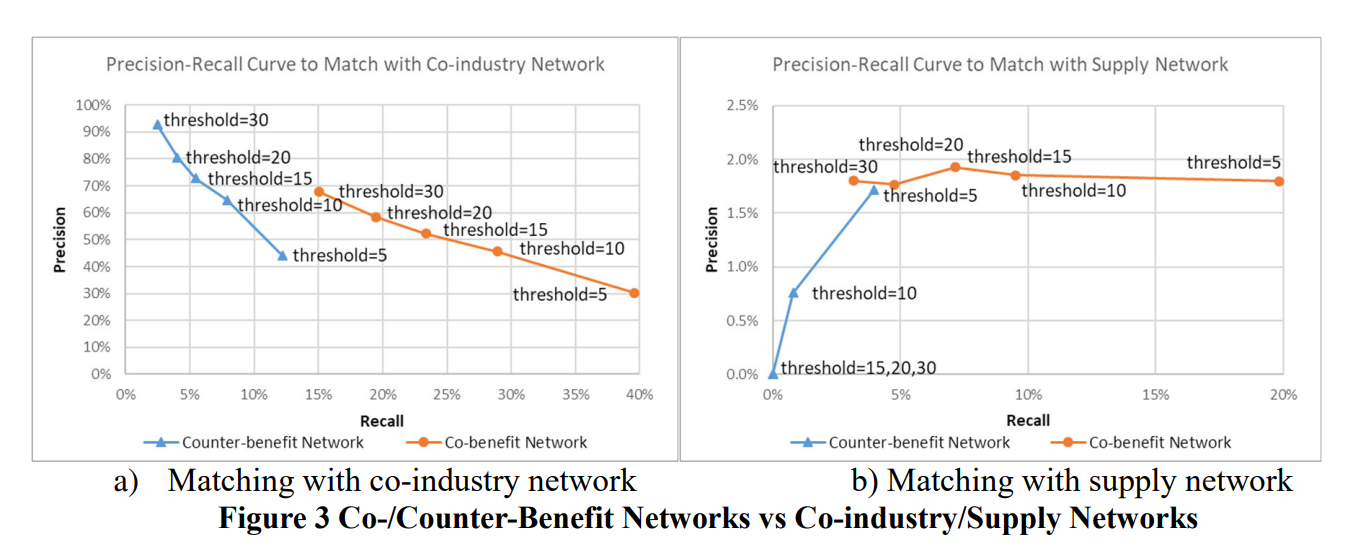 Precision-Recall Curve to Match with Co-industry Network
100%
90%
80%
70%
60%
50%
40%
30%
20%
10%
0%
Precision
threshold=30
threshold=20
threshold=15
threshold=10
threshold=5
threshold=30
threshold=20
threshold=15
threshold=10
threshold=5
0% 5% 10% 15% 20% 25% 30% 35% 40%
Recall
Counter-benefit Network Co-benefit Network
Precision-Recall Curve to Match with Supply Network
2.5%
2.0%
1.5%
1.0%
0.5%
0.0%
Precision
threshold=20
threshold=15
threshold=30
threshold=5
threshold=10
threshold=5
threshold=10
threshold=15,20,30
0% 5% 10% 15% 20%
Recall
Counter-benefit Network Co-benefit Network
a) Matching with co-industry network
b) Matching with supply network
Figure 3 Co-/Counter-Benefit Networks vs Co-industry/Supply Networks